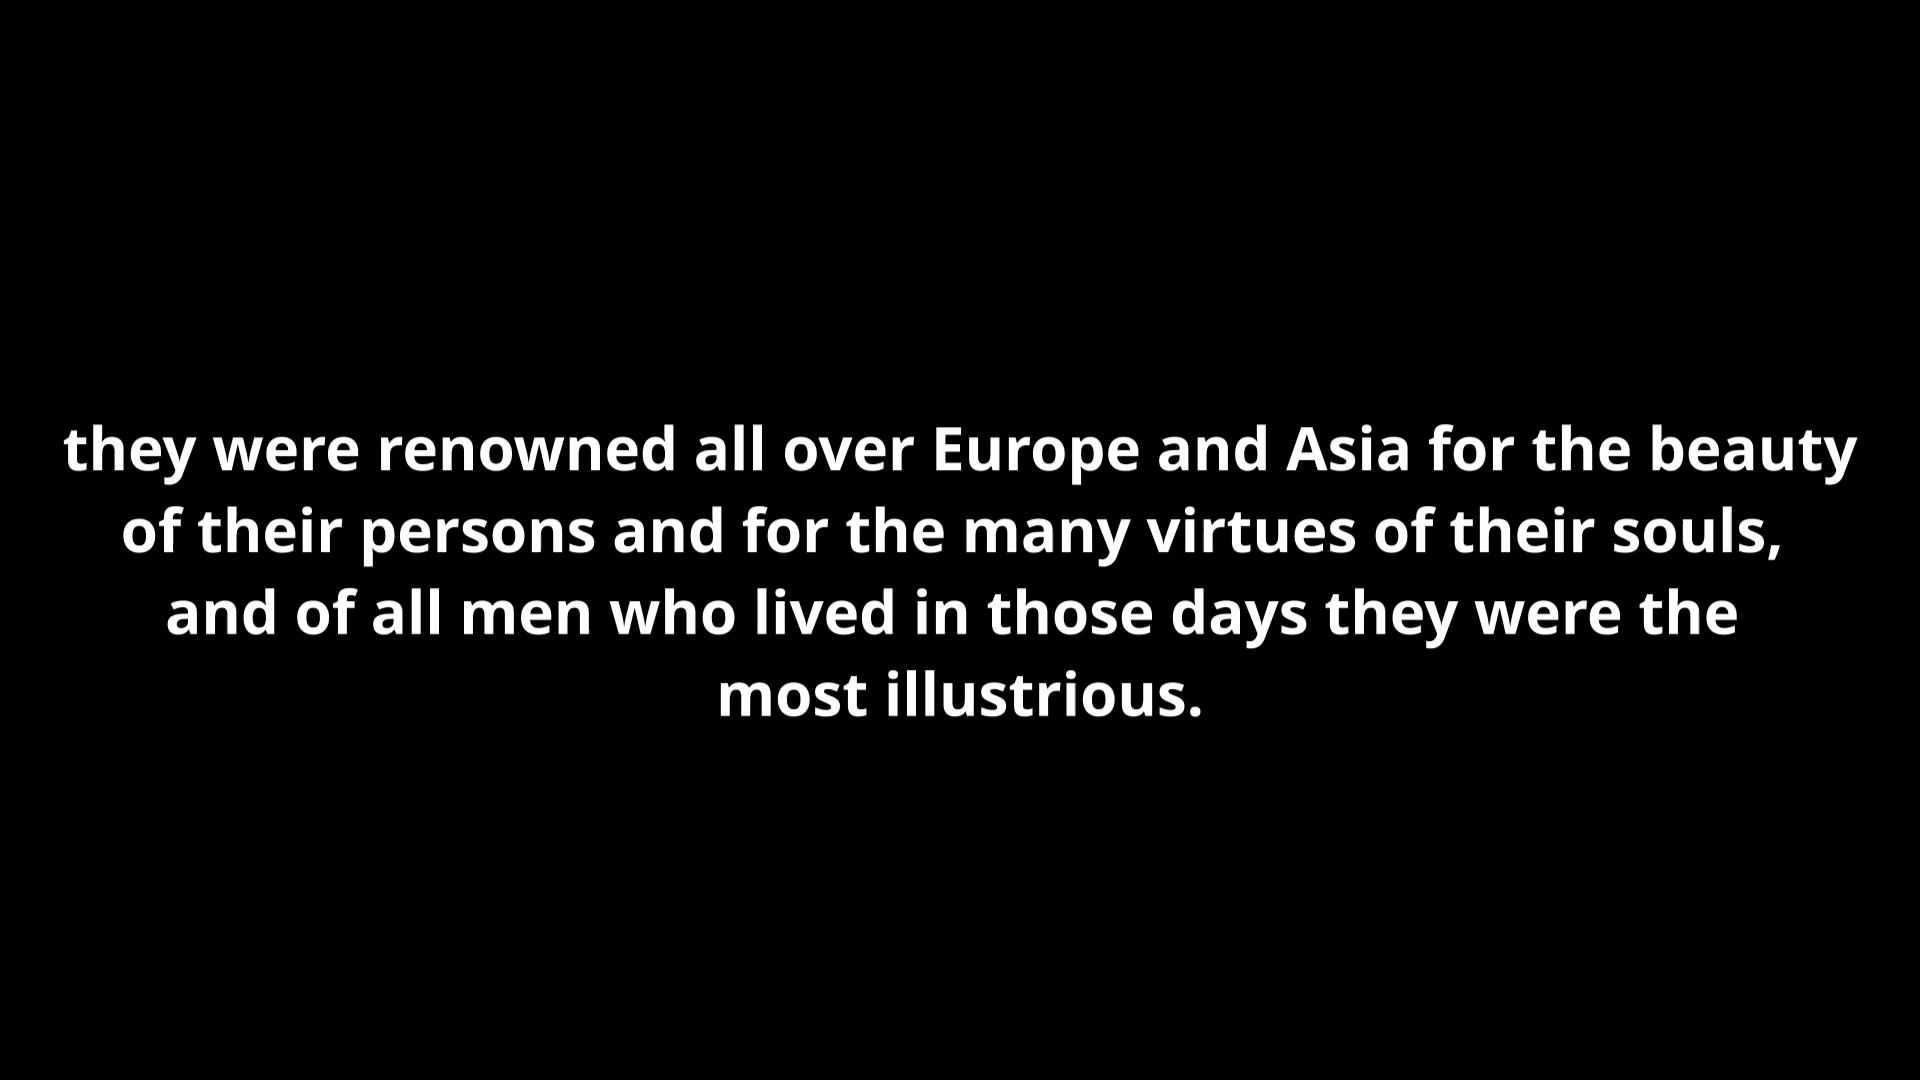 they were renowned all over Europe and Asia for the beauty
of their persons and for the many virtues of their souls,
and of all men who lived in those days they were the
most illustrious.